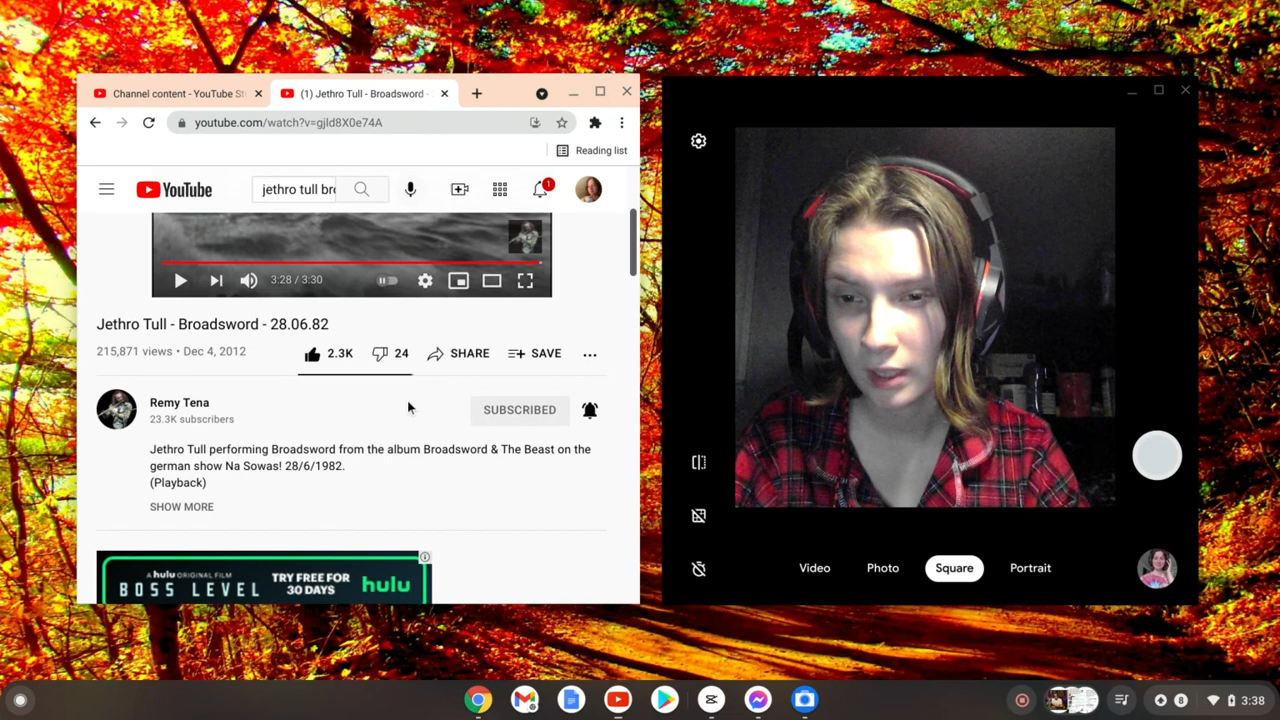 Channel content - YouTube St
(1) Jethro Tull - Broadsword -
youtube.com/watch?v=gjld8X0e74A
Reading list
YouTube
jethro tull bro
1
3:28 / 3:30
Jethro Tull - Broadsword - 28.06.82
215,871 views • Dec 4, 2012
2.3K
24
SHARE
SAVE
Remy Tena
23.3K subscribers
SUBSCRIBED
Jethro Tull performing Broadsword from the album Broadsword & The Beast on the
german show Na Sowas! 28/6/1982.
(Playback)
SHOW MORE
A hulu ORIGINAL FILM
BOSS LEVEL
TRY FREE FOR
30 DAYS
hulu
Video
Photo
Square
Portrait
8
3:38